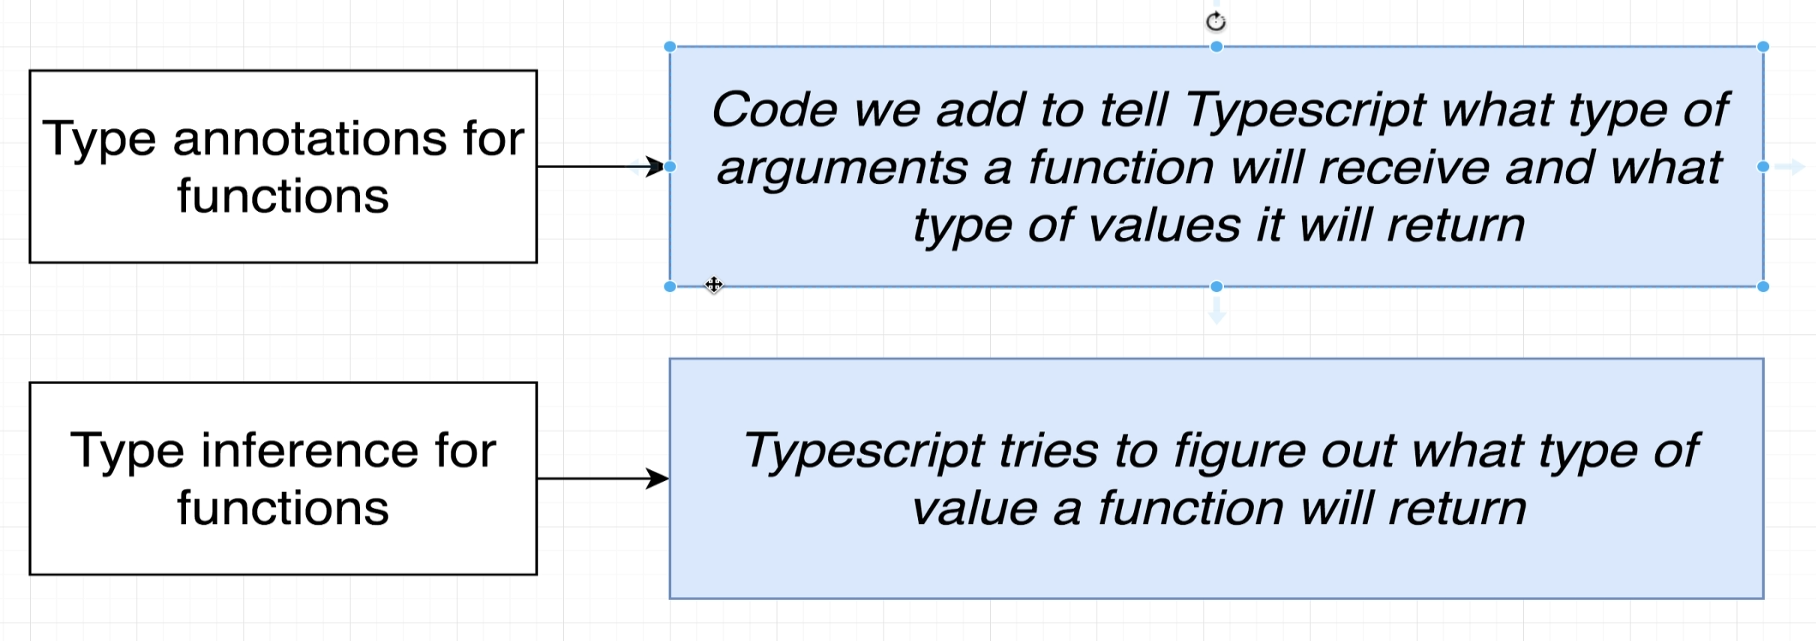 Type annotations for
functions
Code we add to tell Typescript what type of
arguments a function will receive and what
type of values it will return
Type inference for
functions
Typescript tries to figure out what type of
value a function will return